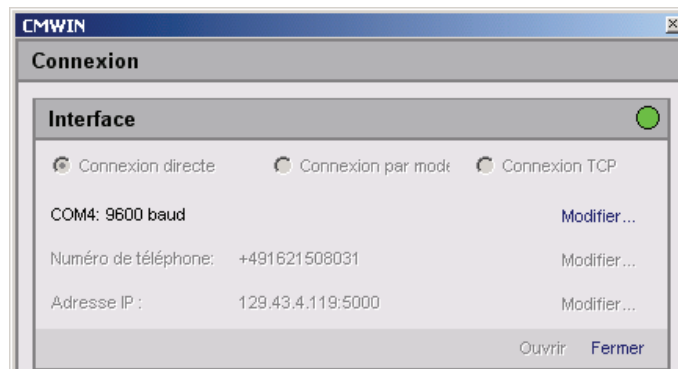 CMWIN
Connexion
Interface
Connexion directe Connexion par mode Connexion TCP
COM4: 9600 baud Modifier...
Numéro de téléphone: +491621508031 Modifier...
Adresse IP : 129.43.4.119:5000 Modifier...
Ouvrir Fermer